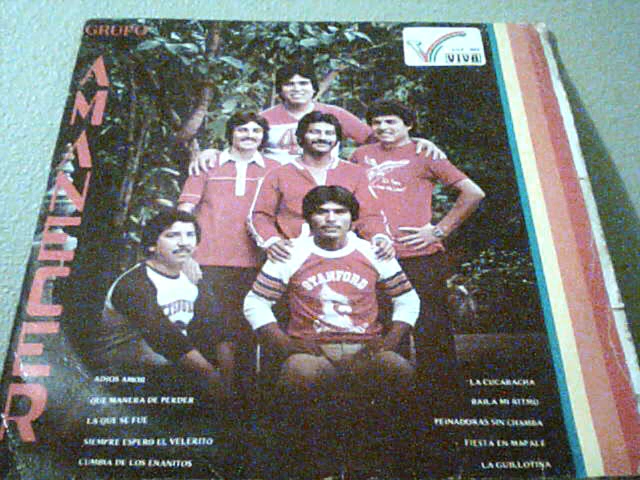 GRUPO
AMANECER
VIVA
STANFORD
ADIOS AMOR
QUE MANERA DE PERDER
LA QUE SE FUE
SIEMPRE ESPERO EL VELERITO
CUMBIA DE LOS ENANITOS
LA CUCARACHA
BAILA MI RITMO
PEINADORAS SIN CHAMBA
FIESTA EN MAPALE
LA GUILLOTINA